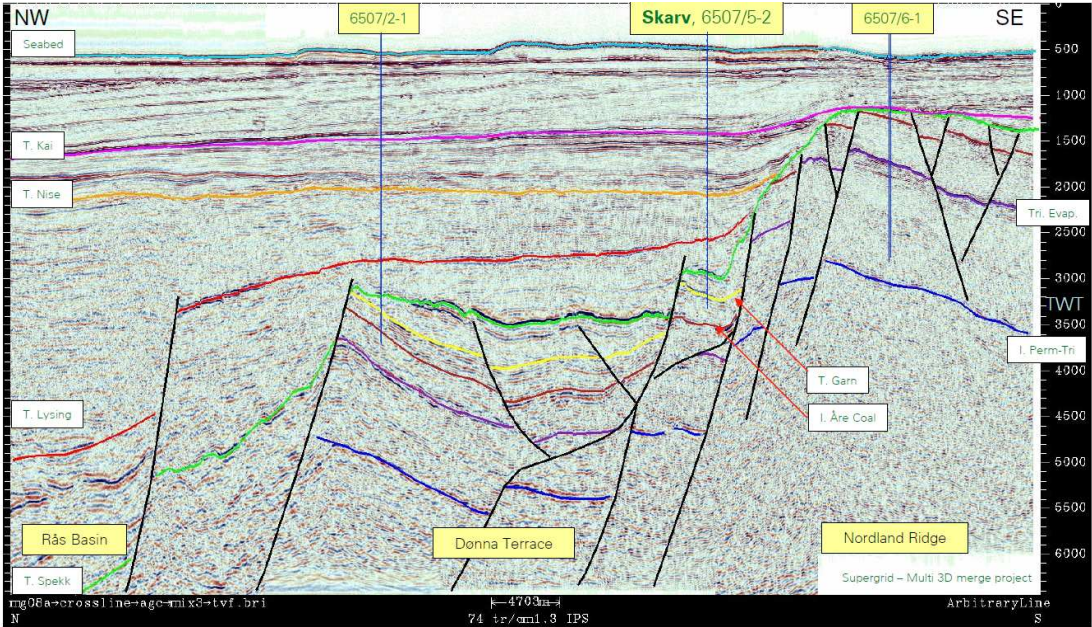 NW
6507/2-1
Skarv, 6507/5-2
6507/6-1
SE
0
Seabed
500
1000
T. Kai
1500
T. Nise
2000
Tri. Evap.
2500
3000
TWT
3500
I. Perm-Tri
T. Garn
4000
T. Lysing
I. Åre Coal
4500
5000
5500
Rås Basin
Dønna Terrace
Nordland Ridge
6000
T. Spekk
Supergrid – Multi 3D merge project
mg08a→crossline→agc→mix3→tvf.bri
4703m
ArbitraryLine
N
74 tr/cm1.3 IPS
S